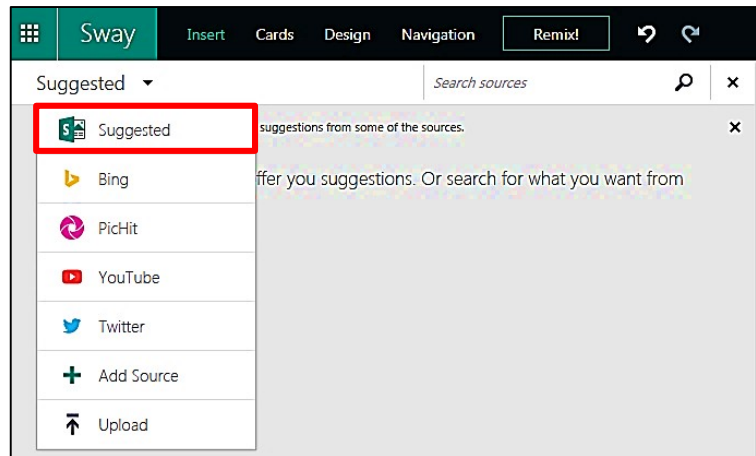 Sway Insert Cards Design Navigation Remix!
Suggested Search sources
Suggested
suggestions from some of the sources.
Bing
ffer you suggestions. Or search for what you want from
PicHit
YouTube
Twitter
Add Source
Upload